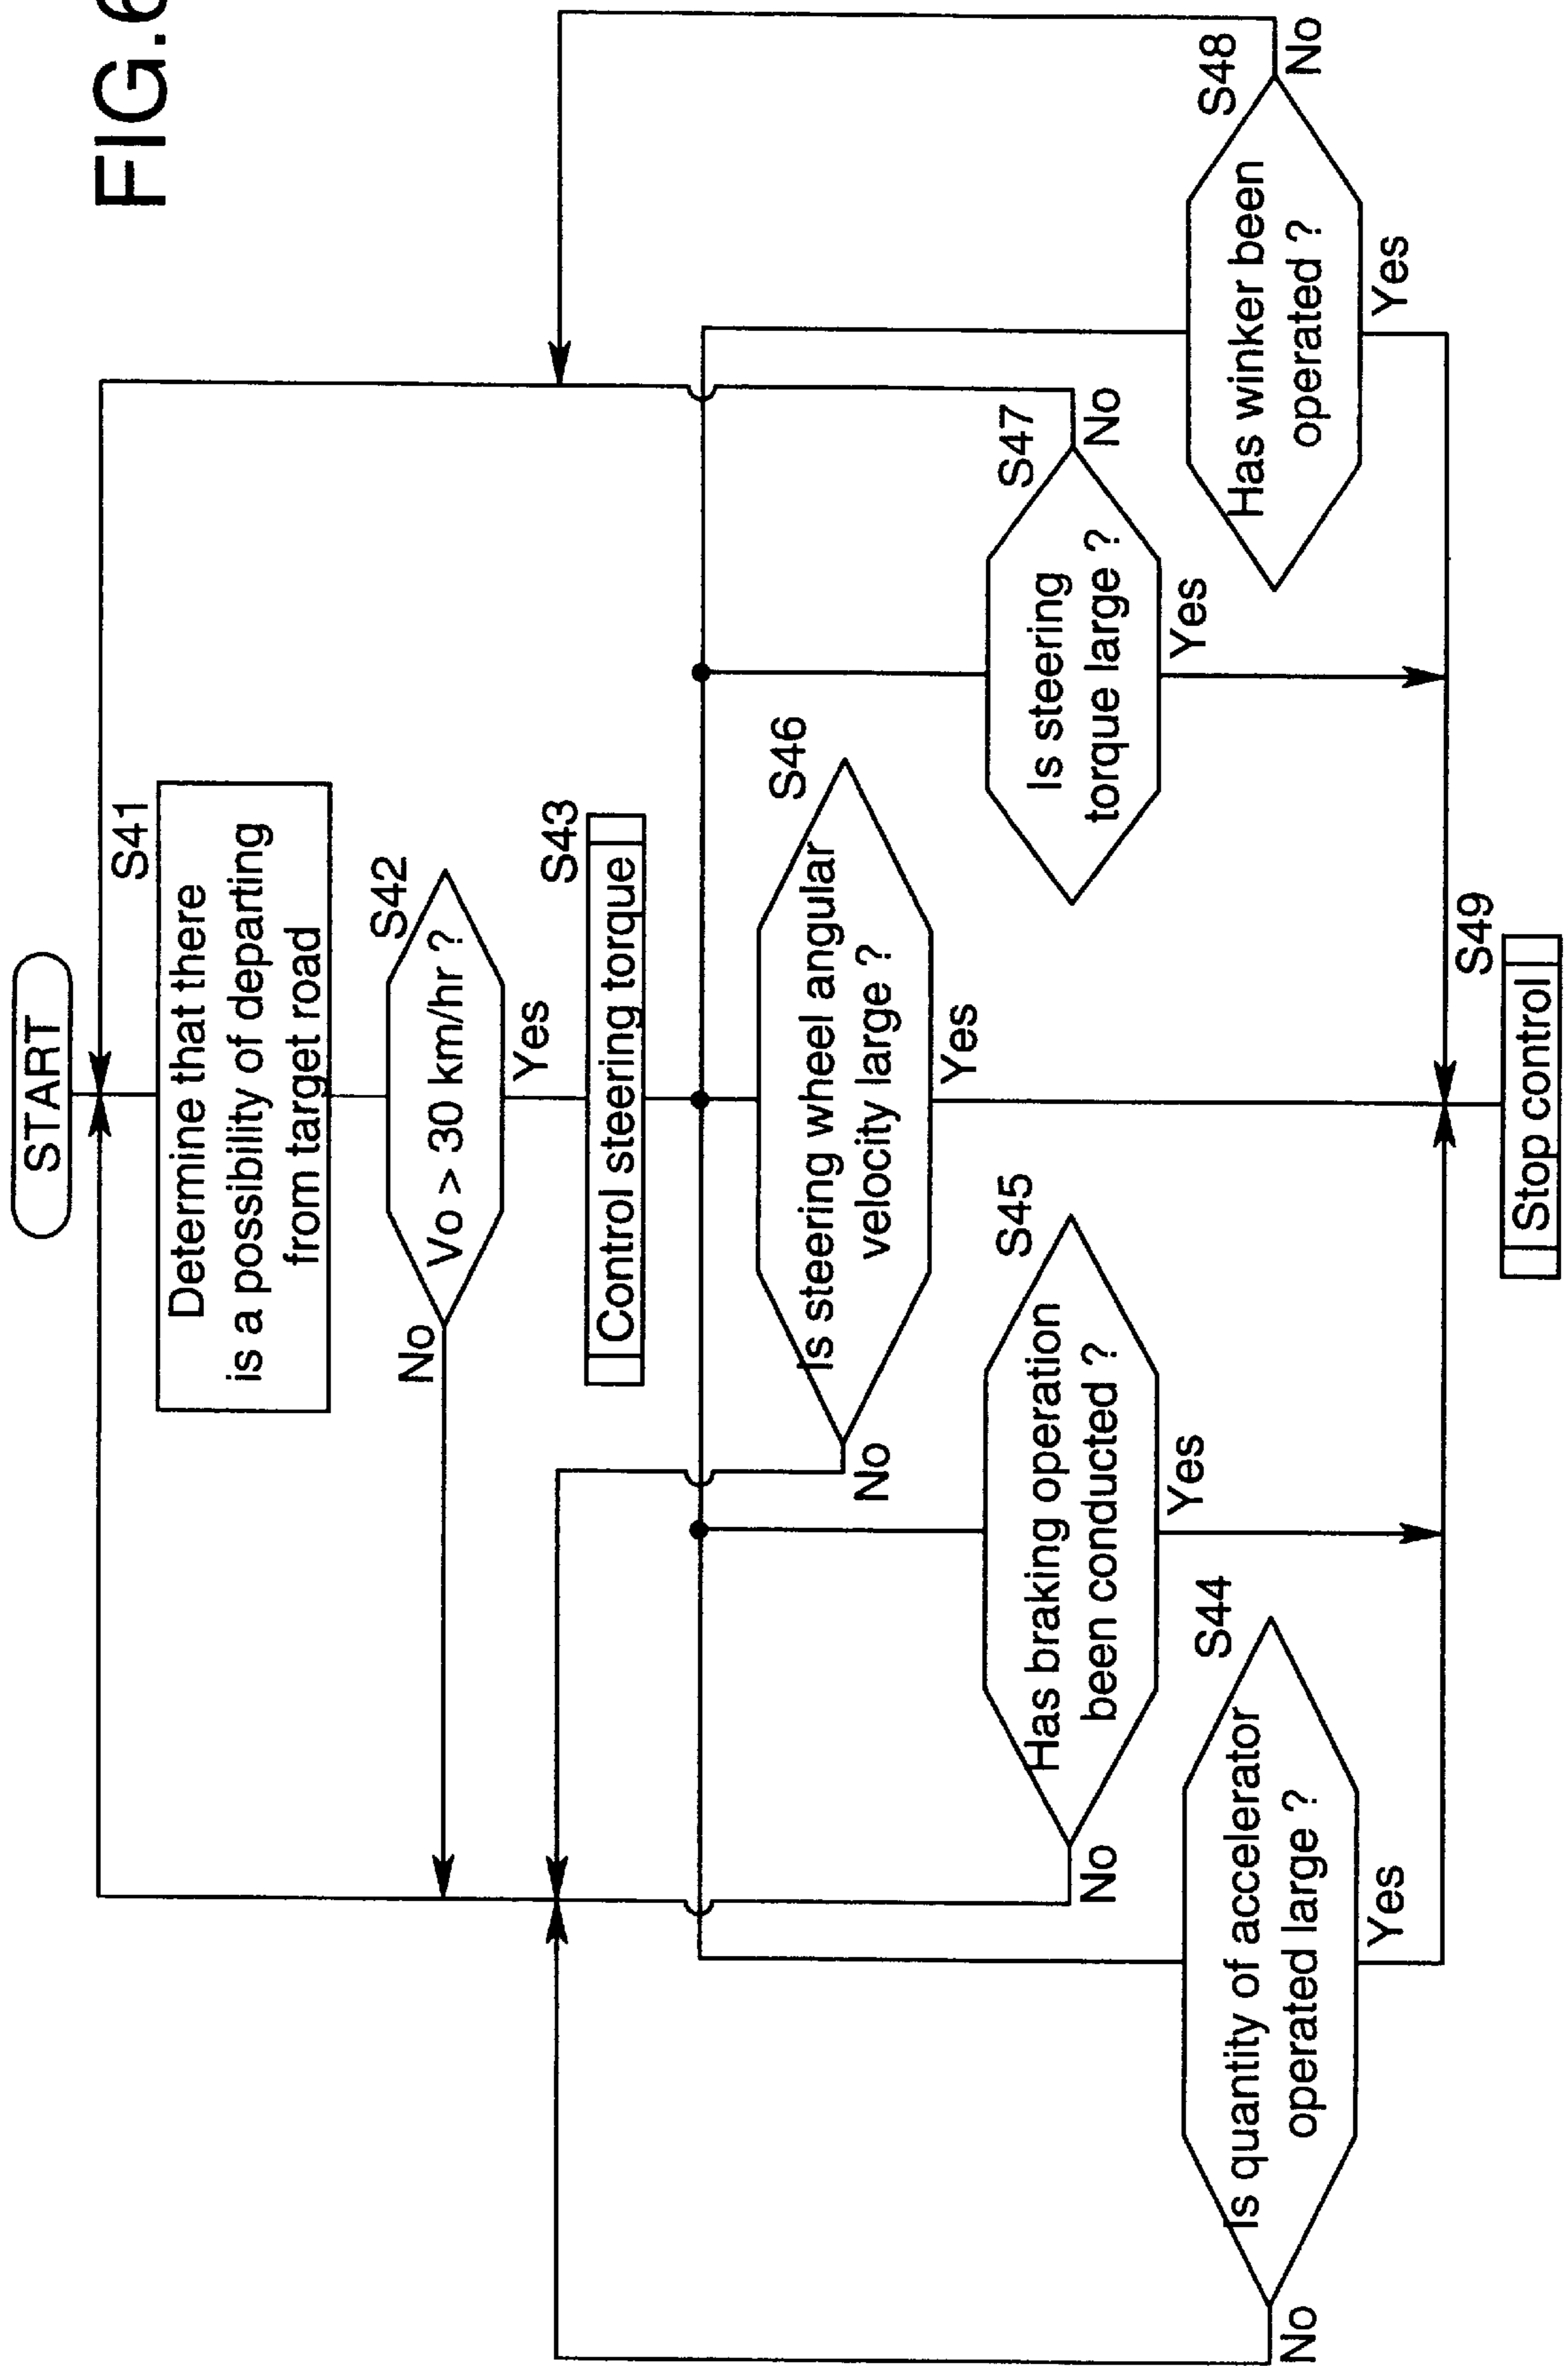 FIG.6
START
S41
Determine that there
is a possibility of departing
from target road
S42
Vo > 30 km/hr ?
No
Yes
S43
Control steering torque
S46
Is steering wheel angular
velocity large ?
No
Yes
S45
Has braking operation
been conducted ?
No
Yes
S47
Is steering
torque large ?
No
Yes
S44
Is quantity of accelerator
operated large ?
No
Yes
S48
Has winker been
operated ?
No
Yes
S49
Stop control